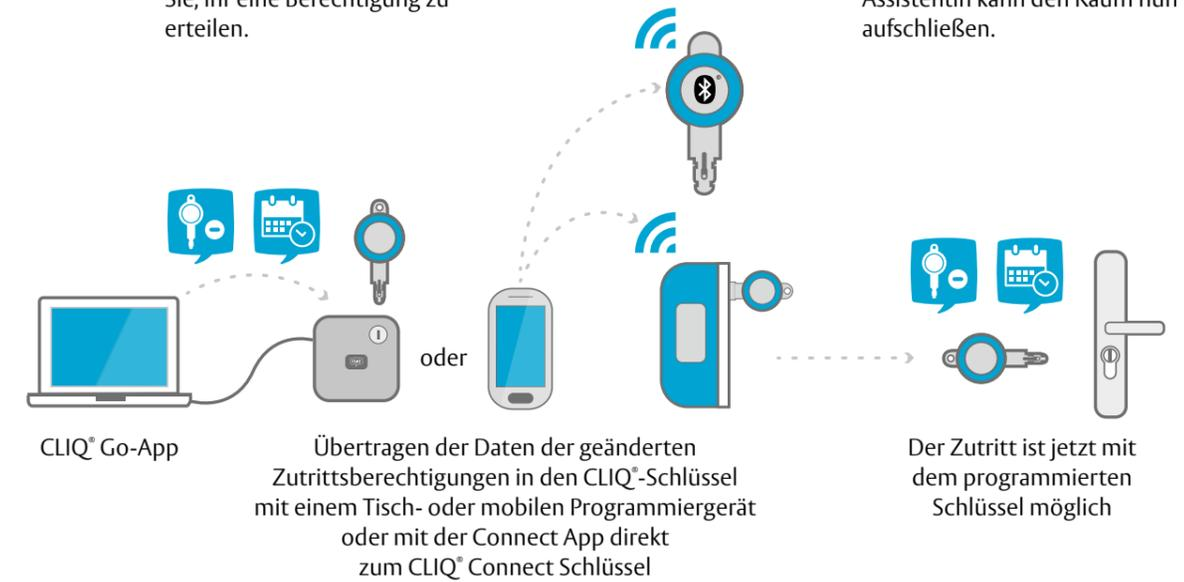 Sie, ihr eine Berechtigung zu
erteilen.
Assistentin kann den Raum nun
aufschließen.
oder
CLIQ® Go-App
Übertragen der Daten der geänderten
Zutrittsberechtigungen in den CLIQ®-Schlüssel
mit einem Tisch- oder mobilen Programmiergerät
oder mit der Connect App direkt
zum CLIQ® Connect Schlüssel
Der Zutritt ist jetzt mit
dem programmierten
Schlüssel möglich